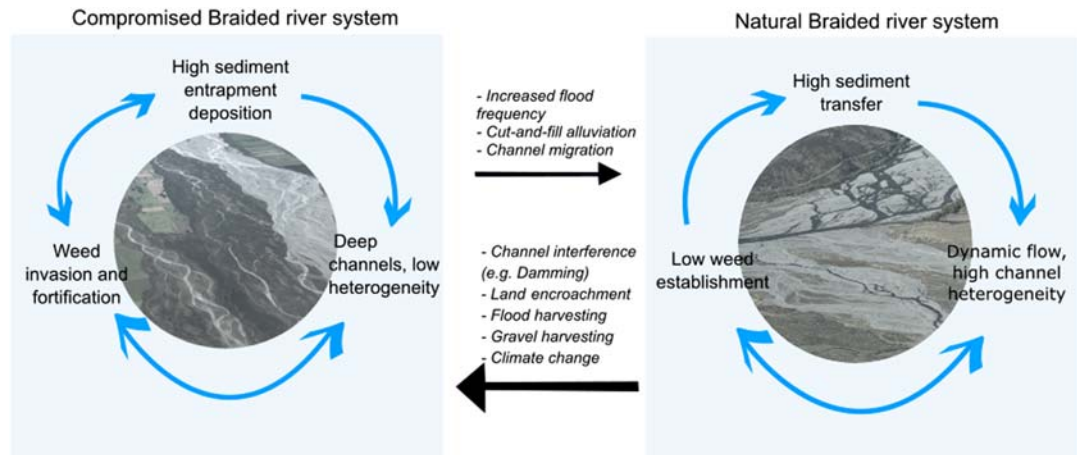 Compromised Braided river system
High sediment
entrapment
deposition
Weed
invasion and
fortification
Deep
channels, low
heterogeneity
- Increased flood
frequency
- Cut-and-fill alluviation
- Channel migration
- Channel interference
(e.g. Damming)
- Land encroachment
- Flood harvesting
- Gravel harvesting
- Climate change
Natural Braided river system
High sediment
transfer
Low weed
establishment
Dynamic flow,
high channel
heterogeneity